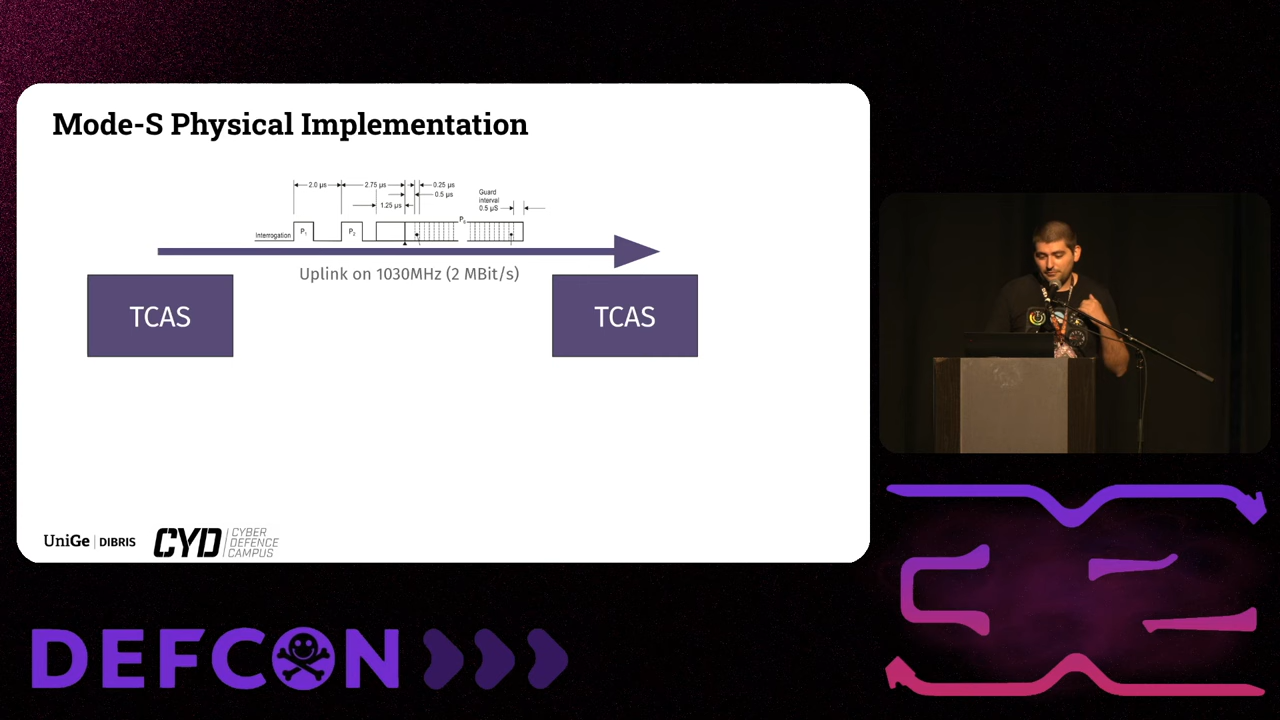 Mode-S Physical Implementation
2.0 µs
2.75 µs
0.25 µs
0.5 µs
1.25 µs
Guard
interval
0.5 µS
Interrogation
P1
P2
P6
Uplink on 1030MHz (2 MBit/s)
TCAS
TCAS
UniGe | DIBRIS
CYD CYBER
DEFENCE
CAMPUS
DEFCON